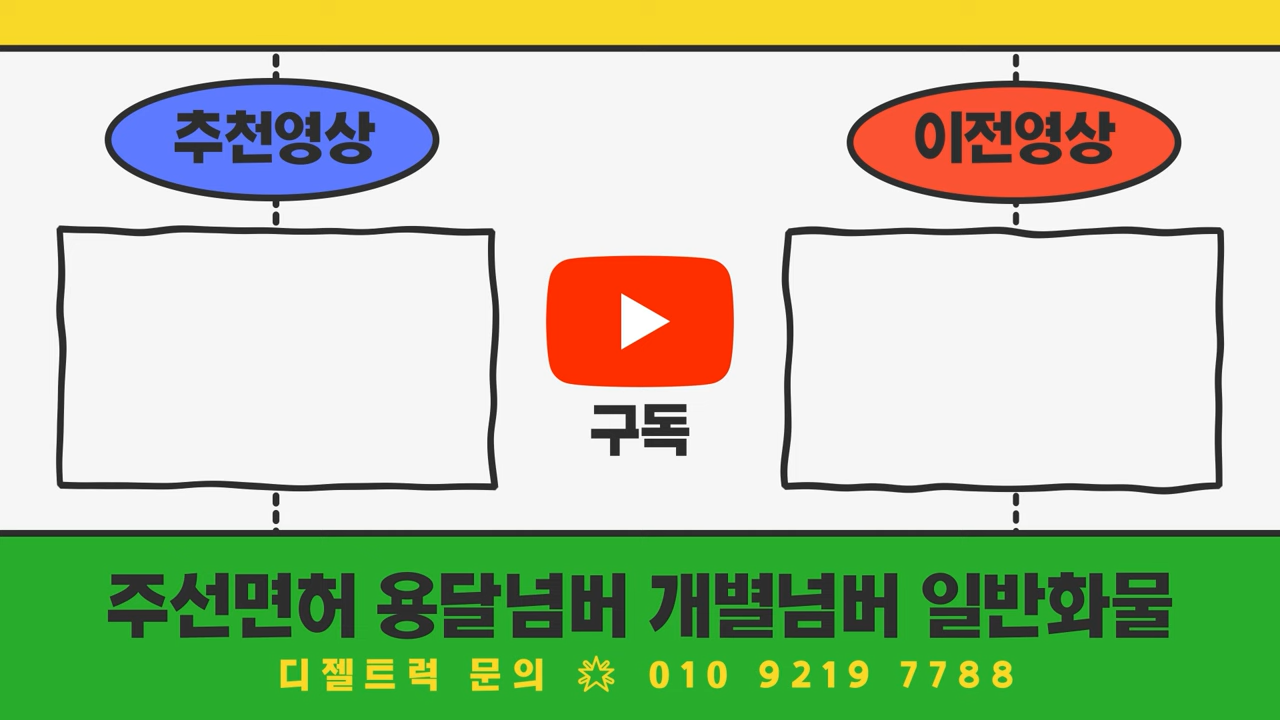 추천영상
이전영상
구독
주선면허 용달넘버 개별넘버 일반화물
디젤트럭 문의 010 9219 7788